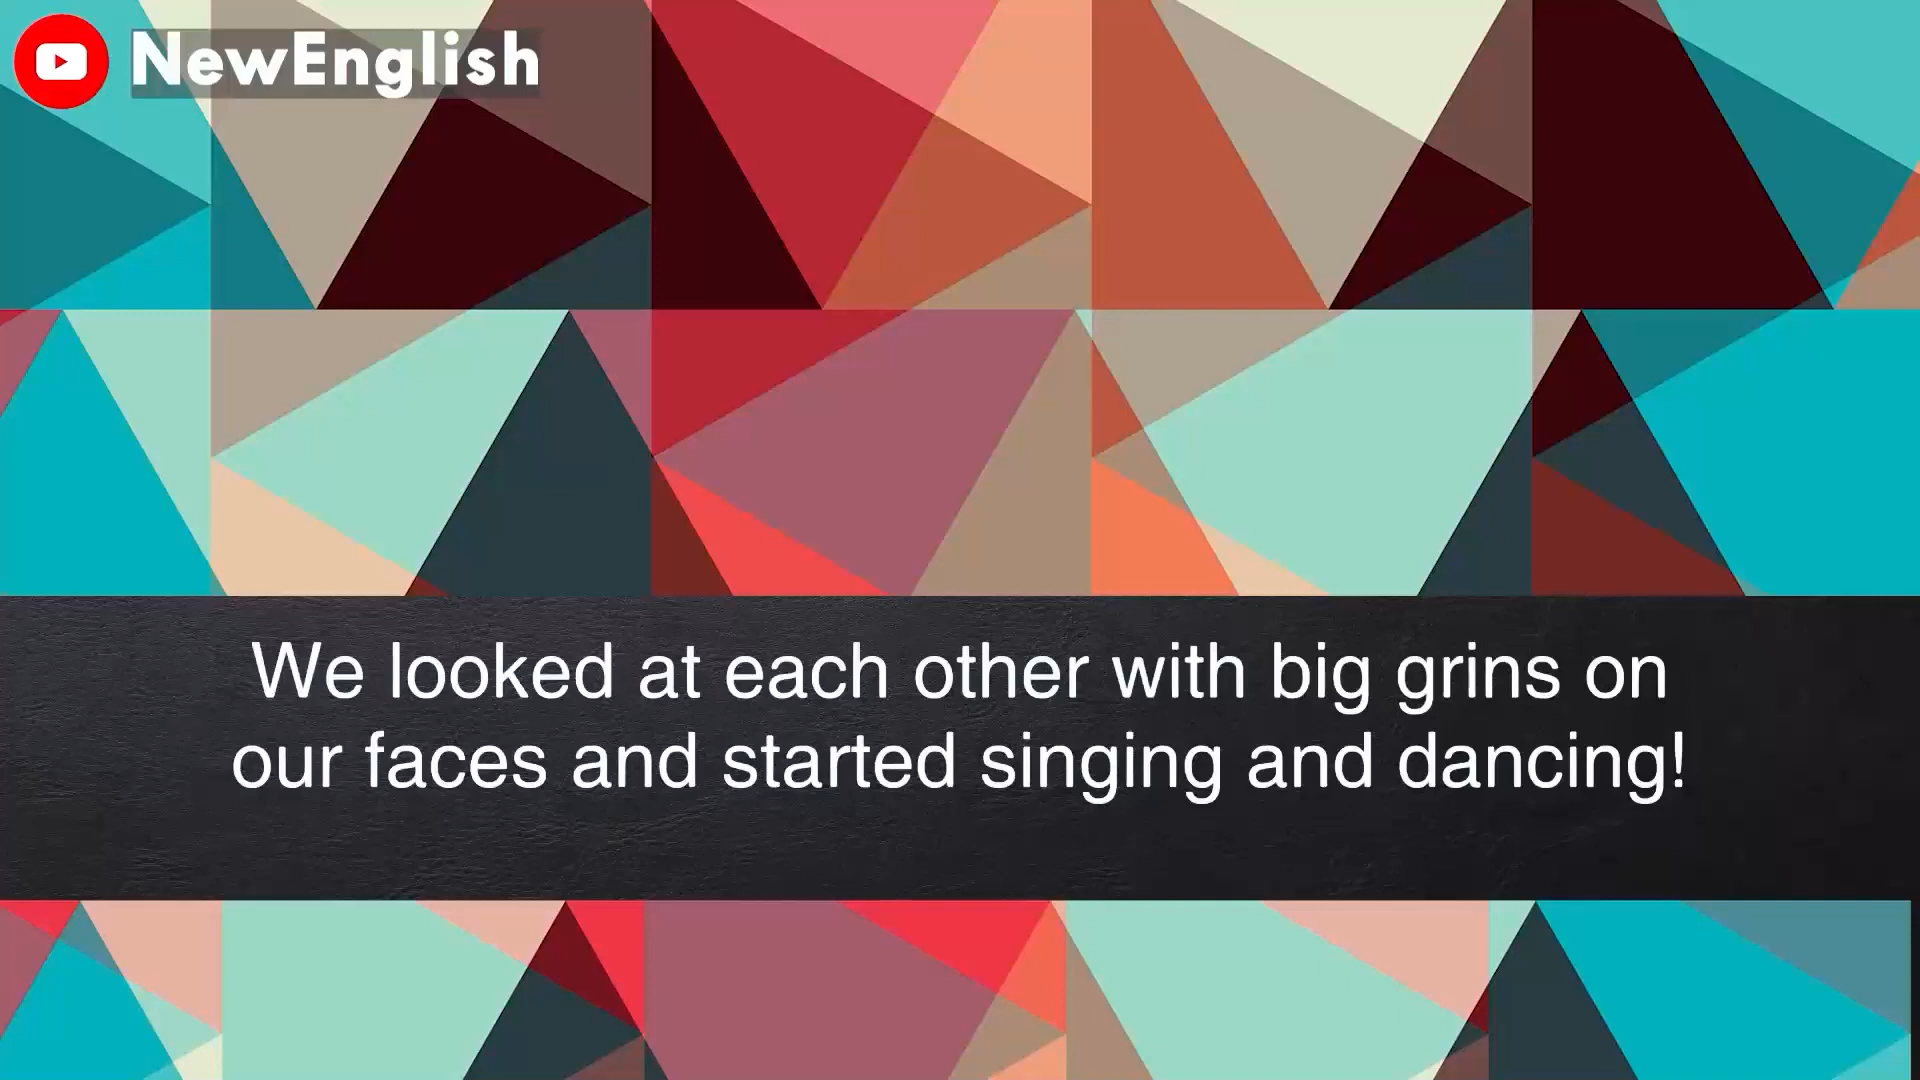 NewEnglish
We looked at each other with big grins on
our faces and started singing and dancing!